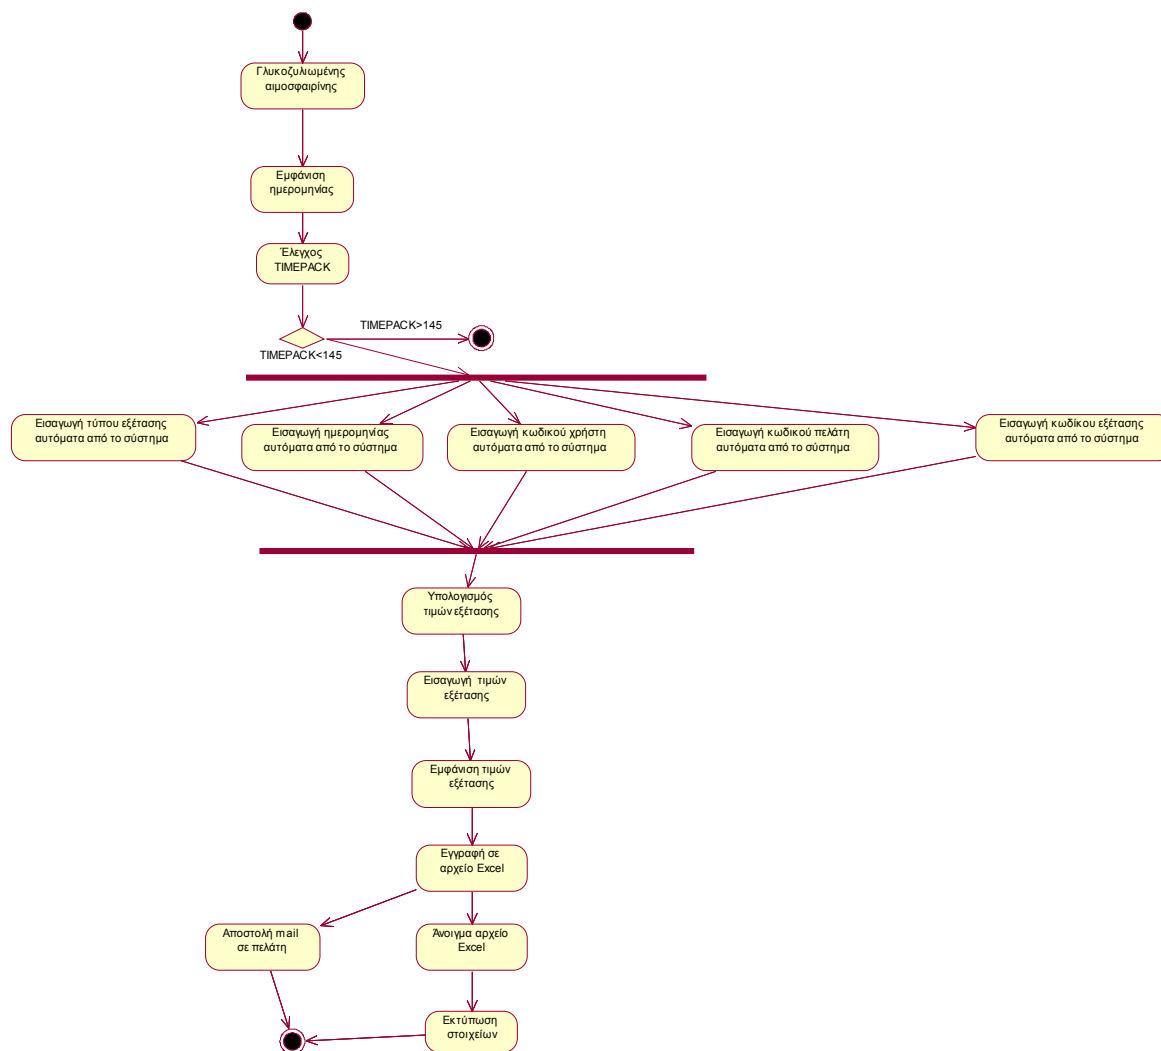 Γλυκοζυλιωμένης
αιμοσφαιρίνης
Εμφάνιση
ημερομηνίας
Έλεγχος
TIMEPACK
TIMEPACK>145
TIMEPACK<145
Εισαγωγή τύπου εξέτασης
αυτόματα από το σύστημα
Εισαγωγή ημερομηνίας
αυτόματα από το σύστημα
Εισαγωγή κωδικού χρήστη
αυτόματα από το σύστημα
Εισαγωγή κωδικού πελάτη
αυτόματα από το σύστημα
Εισαγωγή κωδίκου εξέτασης
αυτόματα από το σύστημα
Υπολογισμός
τιμών εξέτασης
Εισαγωγή τιμών
εξέτασης
Εμφάνιση τιμών
εξέτασης
Εγγραφή σε
αρχείο Excel
Αποστολή mail
σε πελάτη
Άνοιγμα αρχείο
Excel
Εκτύπωση
στοιχείων